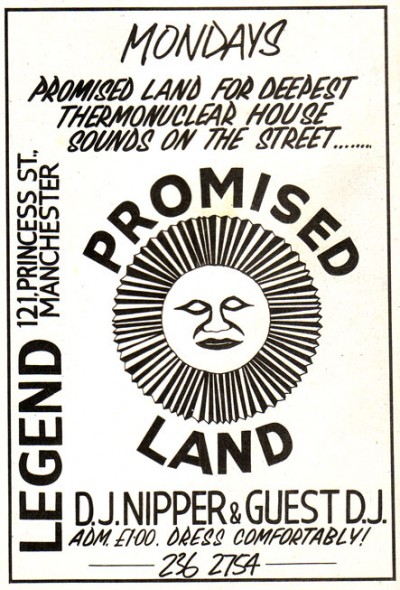 MONDAYS
PROMISED LAND FOR DEEPEST
THERMONUCLEAR HOUSE
SOUNDS ON THE STREET........
PROMISED
LAND
LEGEND
121. PRINCESS ST.,
MANCHESTER
D.J. NIPPER & GUEST D.J.
ADM. £1·00. DRESS COMFORTABLY!
236 2754